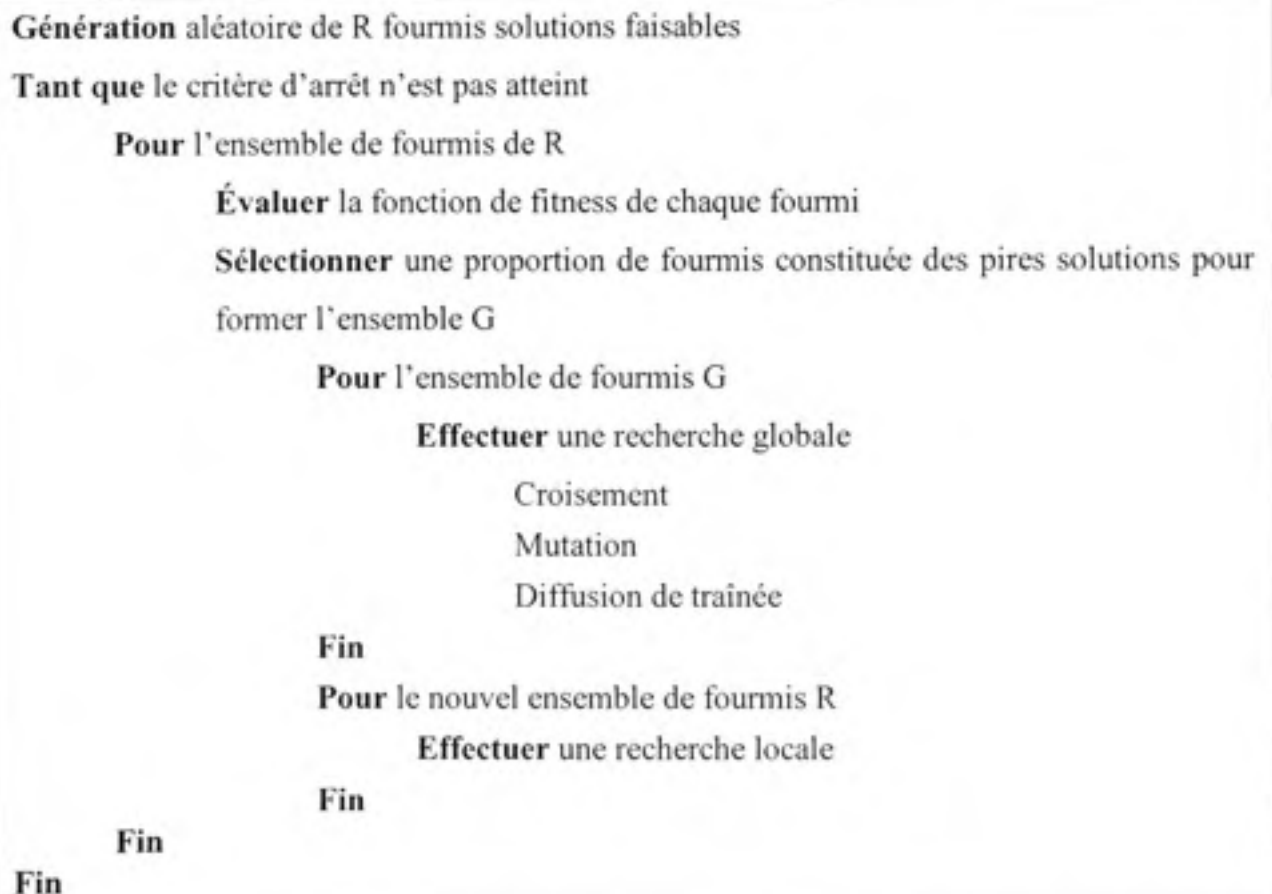 Génération aléatoire de R fourmis solutions faisables
Tant que le critère d'arrêt n'est pas atteint
Pour l'ensemble de fourmis de R
Évaluer la fonction de fitness de chaque fourmi
Sélectionner une proportion de fourmis constituée des pires solutions pour
former l'ensemble G
Pour l'ensemble de fourmis G
Effectuer une recherche globale
Croisement
Mutation
Diffusion de traînée
Fin
Pour le nouvel ensemble de fourmis R
Effectuer une recherche locale
Fin
Fin
Fin